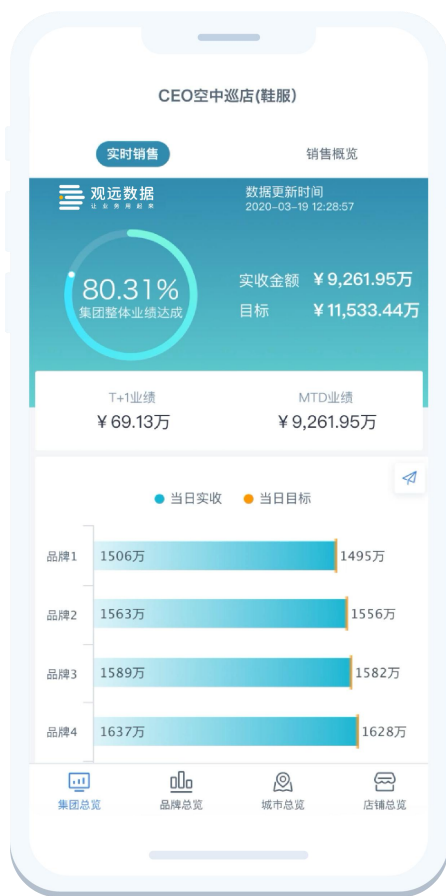 CEO空中巡店(鞋服)
实时销售
销售概览
观远数据
让业务用起来
数据更新时间
2020-03-19 12:28:57
80.31%
集团整体业绩达成
实收金额 ¥9,261.95万
目标 ¥11,533.44万
T+1业绩
¥69.13万
MTD业绩
¥9,261.95万
当日实收 当日目标
品牌1 1506万 1495万
品牌2 1563万 1556万
品牌3 1589万 1582万
品牌4 1637万 1628万
集团总览 品牌总览 城市总览 店铺总览